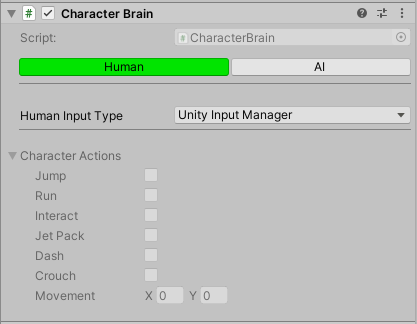 # Character Brain
Script: # CharacterBrain
Human AI
Human Input Type Unity Input Manager
Character Actions
Jump
Run
Interact
Jet Pack
Dash
Crouch
Movement X 0 Y 0